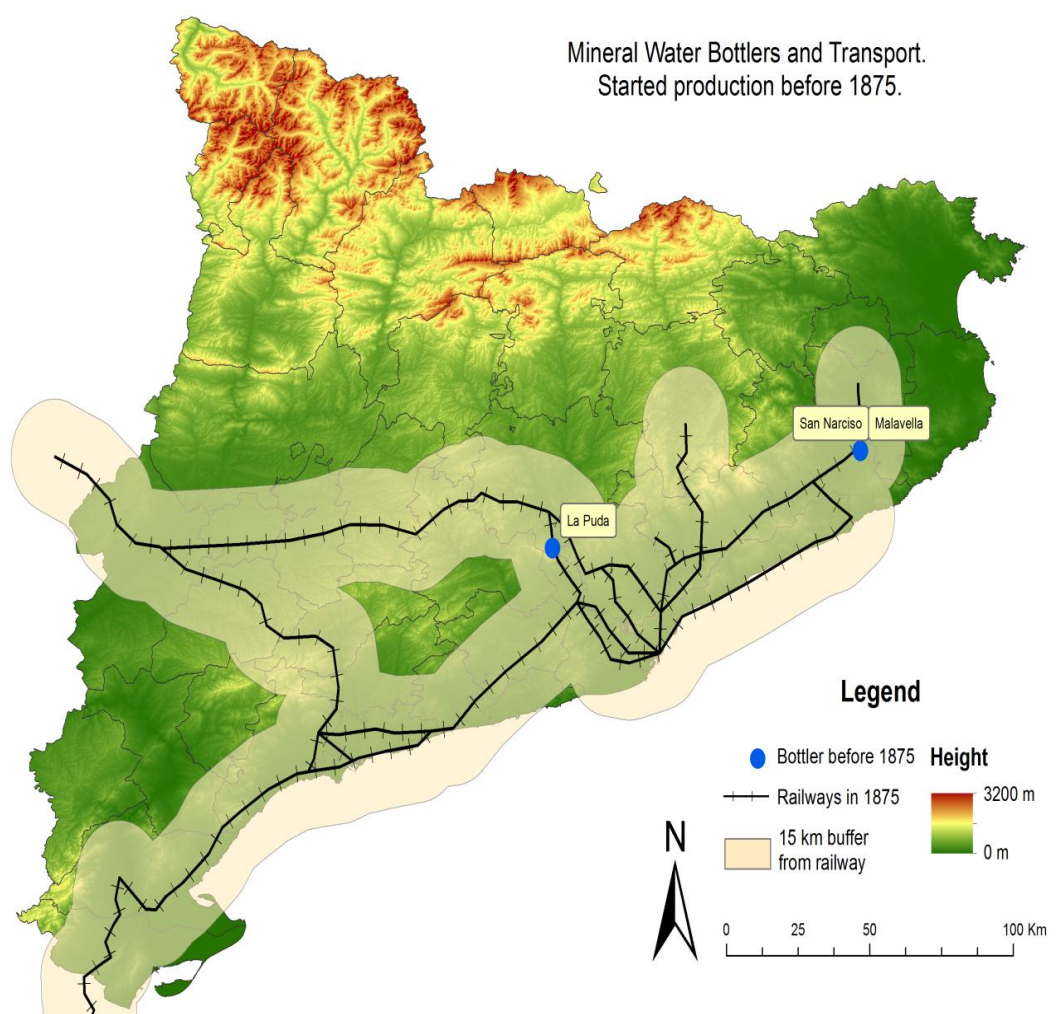 Mineral Water Bottlers and Transport.
Started production before 1875.
San Narciso
Malavella
La Puda
Legend
Bottler before 1875
Railways in 1875
15 km buffer
from railway
Height
3200 m
0 m
N
0 25 50 100 Km